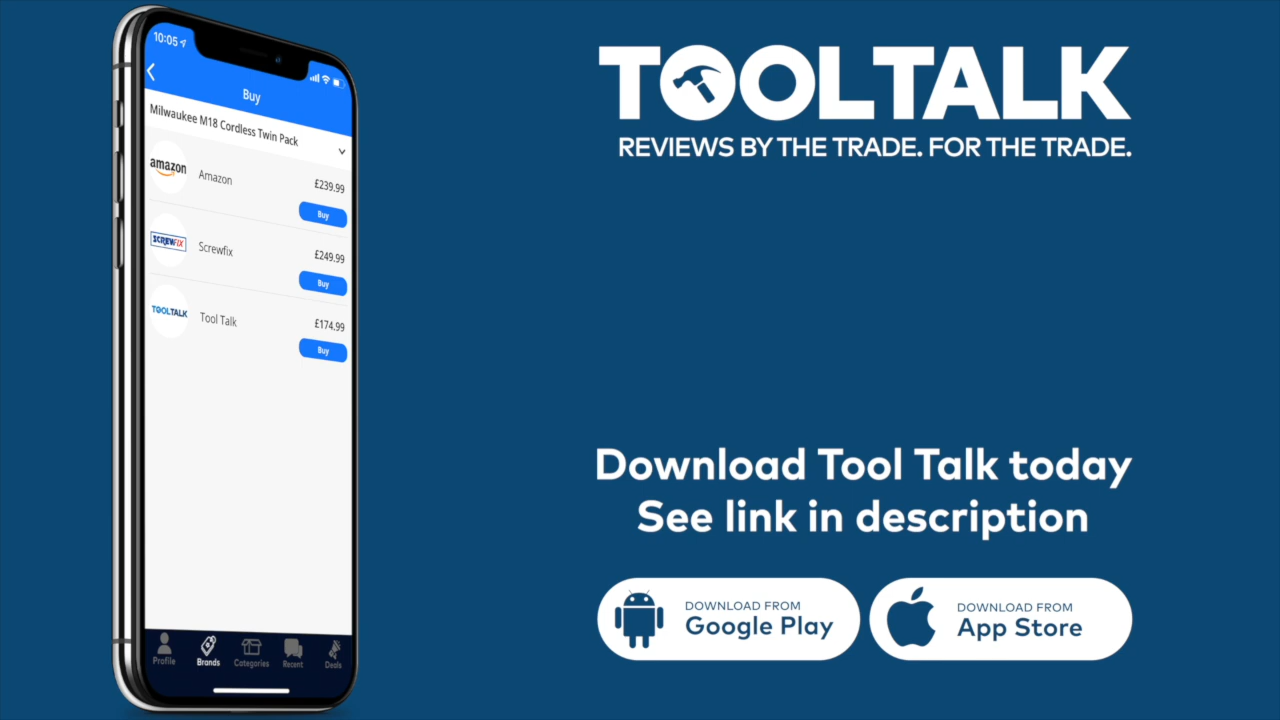 10:05
Buy
Milwaukee M18 Cordless Twin Pack
amazon
Amazon
£239.99
Buy
SCREWFIX
Screwfix
£249.99
Buy
TOOLTALK
Tool Talk
£174.99
Buy
Profile
Brands
Categories
Recent
Deals
TOOLTALK
REVIEWS BY THE TRADE. FOR THE TRADE.
Download Tool Talk today
See link in description
DOWNLOAD FROM
Google Play
DOWNLOAD FROM
App Store